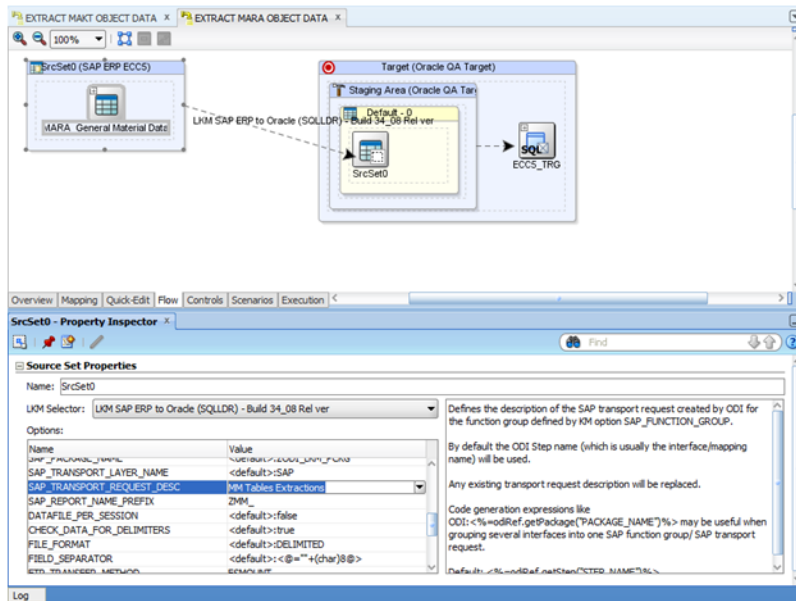 EXTRACT MAKT OBJECT DATA x
EXTRACT MARA OBJECT DATA x
100%
SrcSet0 (SAP ERP ECC5)
MARA General Material Data
LKM SAP ERP to Oracle (SQLLDR) - Build 34_08 Rel ver
Target (Oracle QA Target)
Staging Area (Oracle QA Tar
Default - 0
SrcSet0
SQL
ECC5_TRG
Overview Mapping Quick-Edit Flow Controls Scenarios Execution
SrcSet0 - Property Inspector x
Find
Source Set Properties
Name: SrcSet0
LKM Selector: LKM SAP ERP to Oracle (SQLLDR) - Build 34_08 Rel ver
Options:
Name Value
SAP_PACKAGE_NAME <default>:ZODI_LKM_PCKG
SAP_TRANSPORT_LAYER_NAME <default>:SAP
SAP_TRANSPORT_REQUEST_DESC MM Tables Extractions
SAP_REPORT_NAME_PREFIX ZMM_
DATAFILE_PER_SESSION <default>:false
CHECK_DATA_FOR_DELIMITERS <default>:true
FILE_FORMAT <default>:DELIMITED
FIELD_SEPARATOR <default>:<@=""+(char)8@>
FTP_TRANSFER_METHOD FSMOUNT
Defines the description of the SAP transport request created by ODI for
the function group defined by KM option SAP_FUNCTION_GROUP.
By default the ODI Step name (which is usually the interface/mapping
name) will be used.
Any existing transport request description will be replaced.
Code generation expressions like
ODI:<%=odiRef.getPackage("PACKAGE_NAME")%> may be useful when
grouping several interfaces into one SAP function group/ SAP transport
request.
Default: <%=odiRef.getStep("STEP_NAME")%>
Log